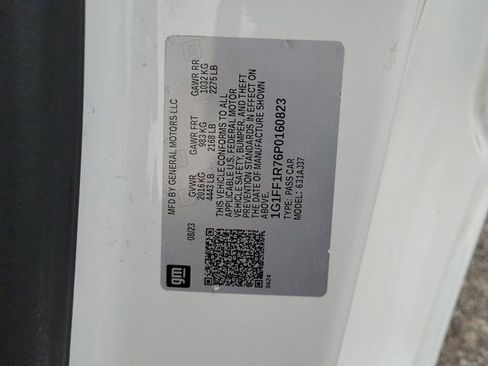 MFD BY GENERAL MOTORS LLC
08/23
GVWR
2016 KG
4443 LB
GAWR FRT
983 KG
2168 LB
GAWR RR
1032 KG
2275 LB
THIS VEHICLE CONFORMS TO ALL
APPLICABLE U.S. FEDERAL MOTOR
VEHICLE SAFETY, BUMPER, AND THEFT
PREVENTION STANDARDS IN EFFECT ON
THE DATE OF MANUFACTURE SHOWN
ABOVE.
1G1FF1R76P0160823
TYPE: PASS CAR
MODEL: 631AJ37
gm
0824